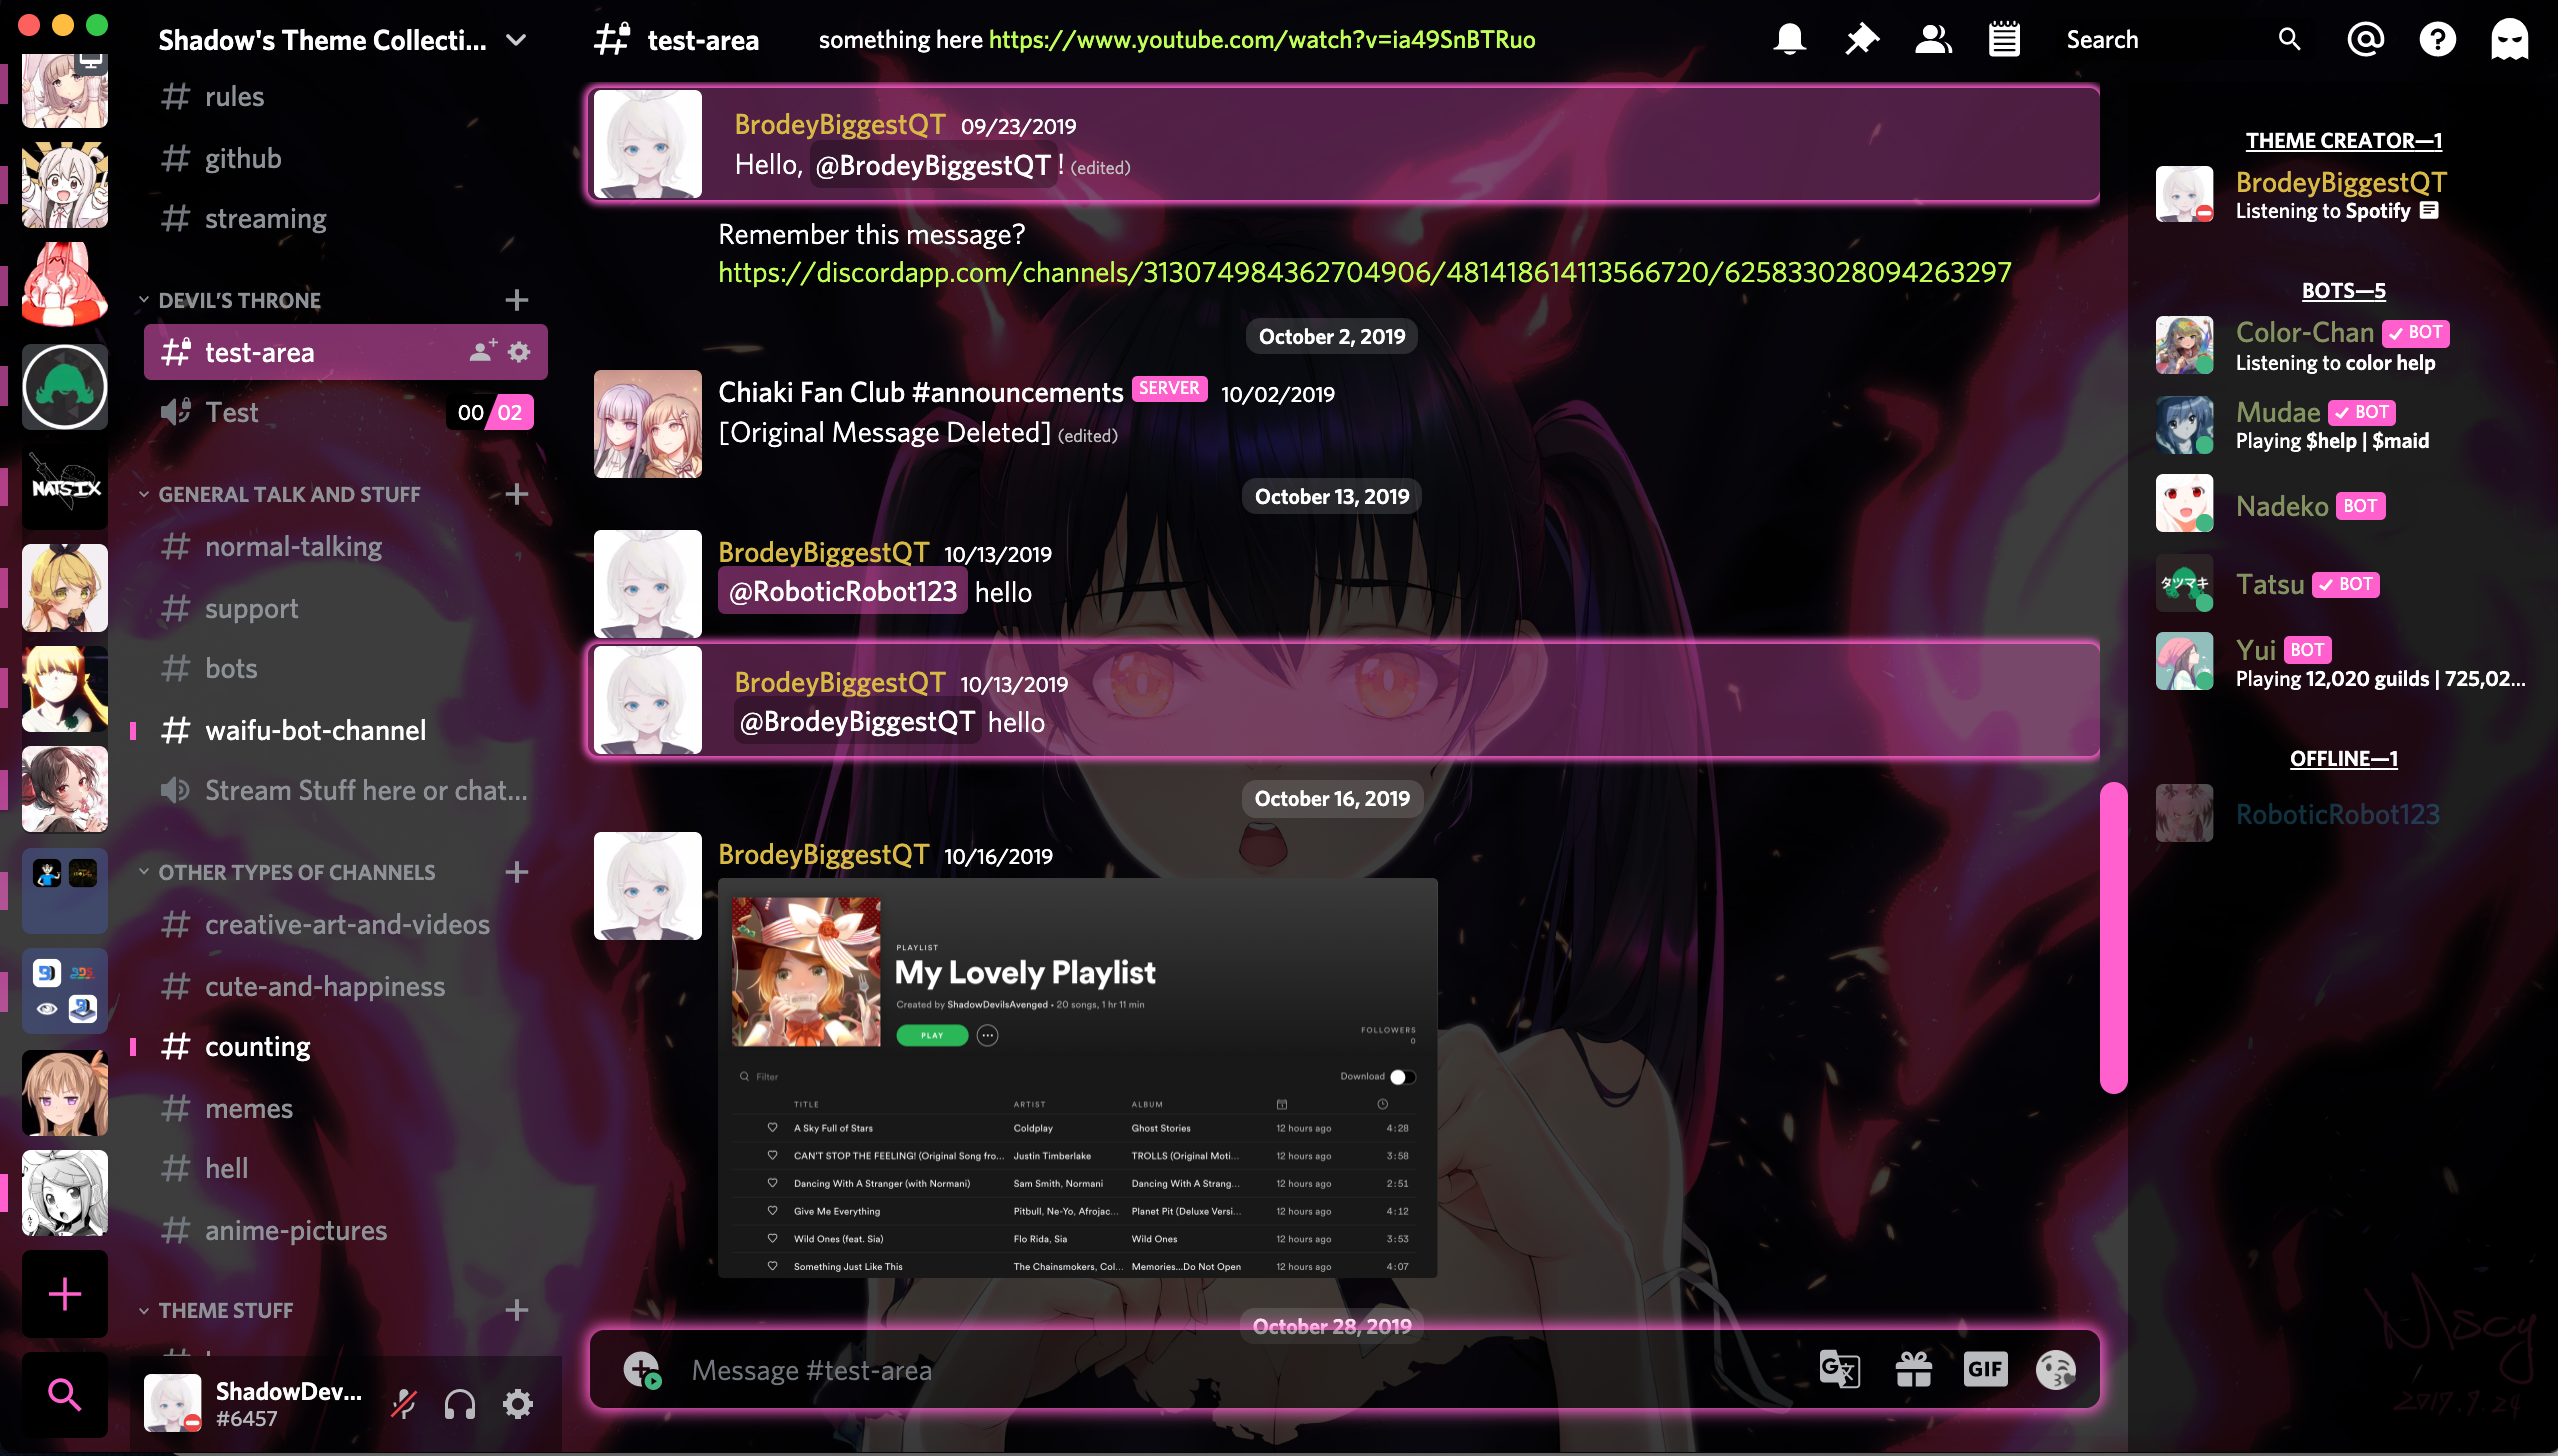 Shadow's Theme Collecti...
rules
github
streaming
DEVIL'S THRONE
test-area
Test
00 02
GENERAL TALK AND STUFF
normal-talking
support
bots
waifu-bot-channel
Stream Stuff here or chat...
OTHER TYPES OF CHANNELS
creative-art-and-videos
cute-and-happiness
counting
memes
hell
anime-pictures
THEME STUFF
ShadowDev...
#6457
NATSIX
test-area
something here https://www.youtube.com/watch?v=ia49SnBTRuo
Search
BrodeyBiggestQT 09/23/2019
Hello, @BrodeyBiggestQT ! (edited)
Remember this message?
https://discordapp.com/channels/313074984362704906/481418614113566720/625833028094263297
October 2, 2019
Chiaki Fan Club #announcements SERVER 10/02/2019
[Original Message Deleted] (edited)
October 13, 2019
BrodeyBiggestQT 10/13/2019
@RoboticRobot123 hello
BrodeyBiggestQT 10/13/2019
@BrodeyBiggestQT hello
October 16, 2019
BrodeyBiggestQT 10/16/2019
PLAYLIST
My Lovely Playlist
Created by ShadowDevilsAvenged • 20 songs, 1 hr 11 min
PLAY
FOLLOWERS
0
Filter
Download
TITLE ARTIST ALBUM
A Sky Full of Stars Coldplay Ghost Stories 12 hours ago 4:28
CAN'T STOP THE FEELING! (Original Song fro... Justin Timberlake TROLLS (Original Moti... 12 hours ago 3:58
Dancing With A Stranger (with Normani) Sam Smith, Normani Dancing With A Strang... 12 hours ago 2:51
Give Me Everything Pitbull, Ne-Yo, Afrojac... Planet Pit (Deluxe Versi... 12 hours ago 4:12
Wild Ones (feat. Sia) Flo Rida, Sia Wild Ones 12 hours ago 3:53
Something Just Like This The Chainsmokers, Col... Memories...Do Not Open 12 hours ago 4:07
October 28, 2019
Message #test-area
GIF
THEME CREATOR—1
BrodeyBiggestQT
Listening to Spotify
BOTS—5
Color-Chan BOT
Listening to color help
Mudae BOT
Playing $help | $maid
Nadeko BOT
タツマキ
Tatsu BOT
Yui BOT
Playing 12,020 guilds | 725,02...
OFFLINE—1
RoboticRobot123
2017.9.24